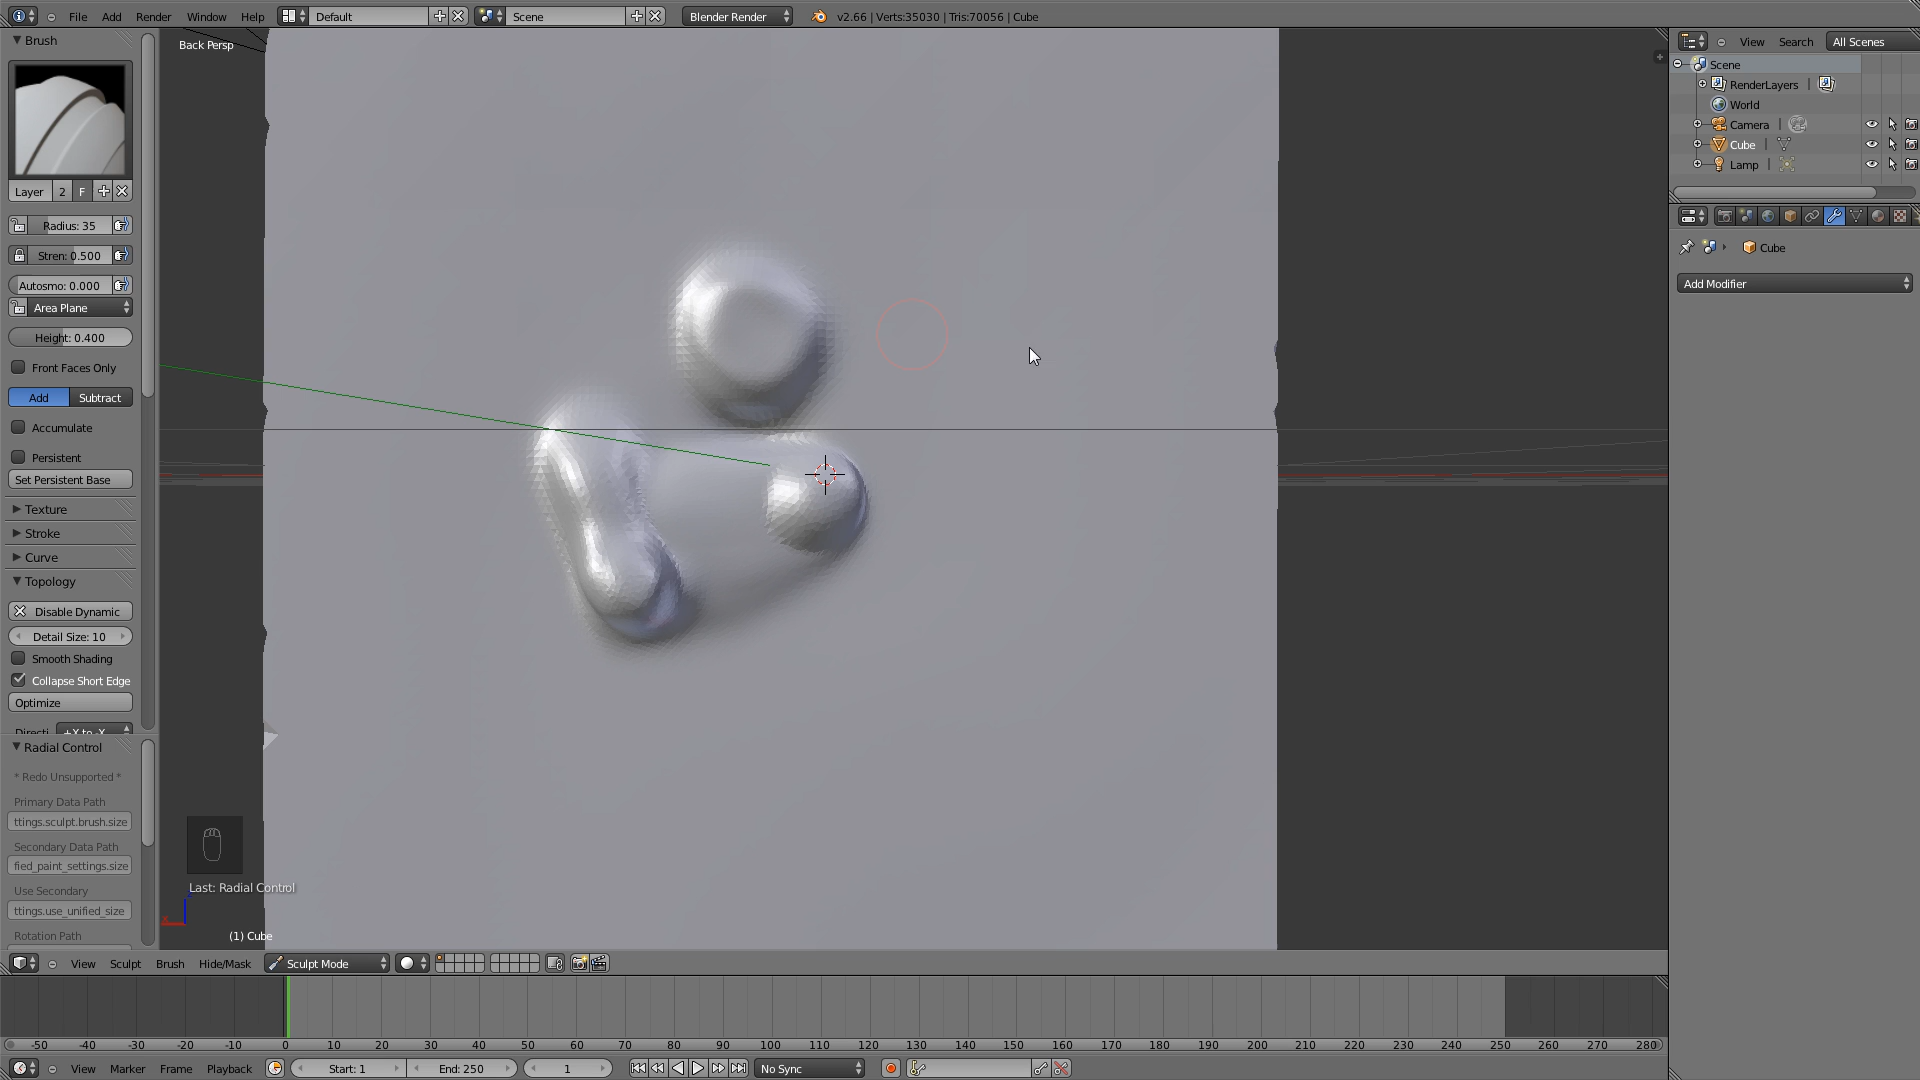 File Add Render Window Help Default Scene Blender Render v2.66 | Verts:35030 | Tris:70056 | Cube
Brush
Layer 2 F
Radius: 35
Stren: 0.500
Autosmo: 0.000
Area Plane
Height: 0.400
Front Faces Only
Add Subtract
Accumulate
Persistent
Set Persistent Base
Texture
Stroke
Curve
Topology
Disable Dynamic
Detail Size: 10
Smooth Shading
Collapse Short Edge
Optimize
Directi +X to -X
Radial Control
* Redo Unsupported *
Primary Data Path
ttings.sculpt.brush.size
Secondary Data Path
fied_paint_settings.size
Use Secondary
ttings.use_unified_size
Rotation Path
Back Persp
Last: Radial Control
x
(1) Cube
View Sculpt Brush Hide/Mask Sculpt Mode
-50 -40 -30 -20 -10 0 10 20 30 40 50 60 70 80 90 100 110 120 130 140 150 160 170 180 190 200 210 220 230 240 250 260 270 280
View Marker Frame Playback Start: 1 End: 250 1 No Sync
View Search All Scenes
Scene
RenderLayers |
World
Camera |
Cube |
Lamp |
Cube
Add Modifier